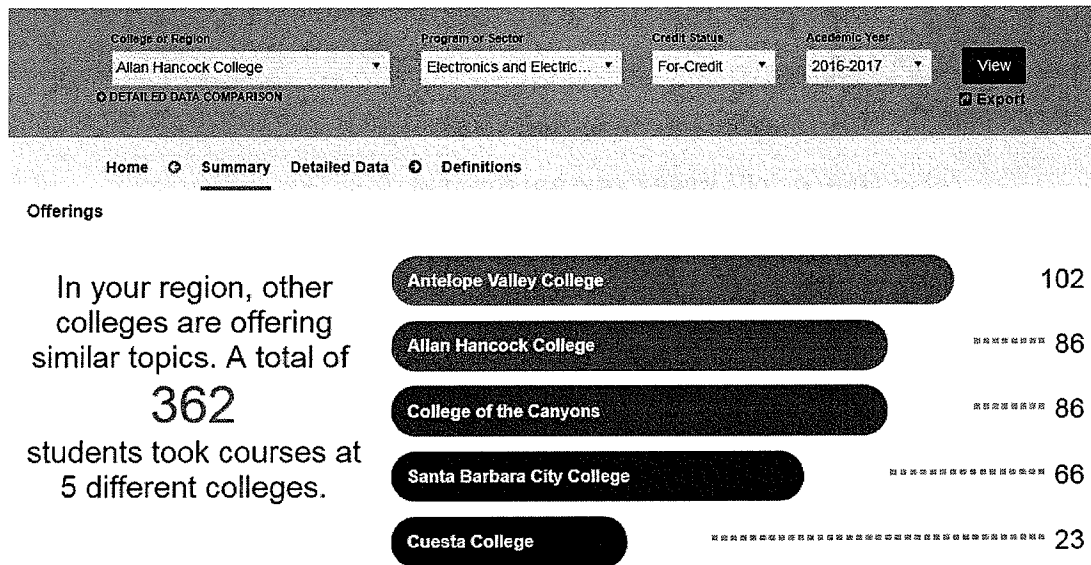 College or Region
Program or Sector
Credit Status
Academic Year
Allan Hancock College
Electronics and Electric...
For-Credit
2016-2017
View
DETAILED DATA COMPARISON
Export
Home
Summary
Detailed Data
Definitions
Offerings
In your region, other
colleges are offering
similar topics. A total of
362
students took courses at
5 different colleges.
Antelope Valley College 102
Allan Hancock College 86
College of the Canyons 86
Santa Barbara City College 66
Cuesta College 23